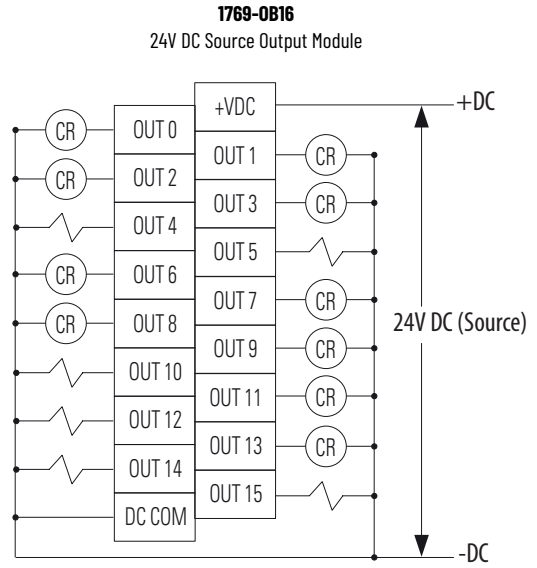 1769-OB16
24V DC Source Output Module
+VDC
+DC
CR
OUT 0
OUT 1
CR
CR
OUT 2
OUT 3
CR
OUT 4
OUT 5
CR
OUT 6
OUT 7
CR
24V DC (Source)
CR
OUT 8
OUT 9
CR
OUT 10
OUT 11
CR
OUT 12
OUT 13
CR
OUT 14
OUT 15
DC COM
-DC